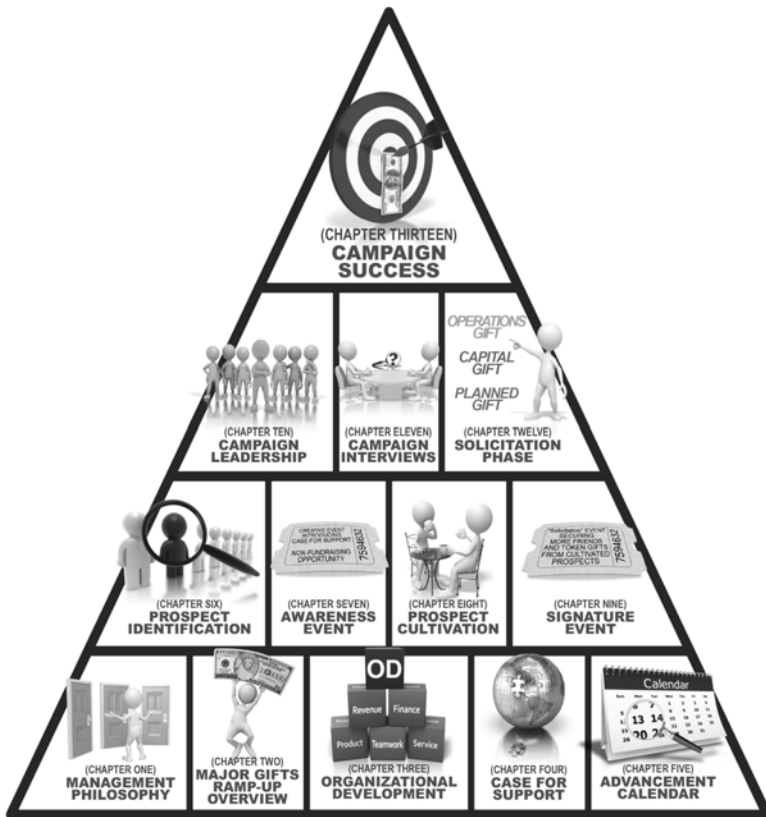 (CHAPTER THIRTEEN)
CAMPAIGN
SUCCESS
OPERATIONS
GIFT
CAPITAL
GIFT
PLANNED
GIFT
?
(CHAPTER TEN)
CAMPAIGN
LEADERSHIP
(CHAPTER ELEVEN)
CAMPAIGN
INTERVIEWS
(CHAPTER TWELVE)
SOLICITATION
PHASE
CREATIVE EVENT
INTRODUCING
CASE FOR SUPPORT
NON FUNDRAISING
OPPORTUNITY
7594632
"Solicitation" EVENT
SECURING
MORE FRIENDS
AND TOKEN GIFTS
FROM CULTIVATED
PROSPECTS
7594632
(CHAPTER SIX)
PROSPECT
IDENTIFICATION
(CHAPTER SEVEN)
AWARENESS
EVENT
(CHAPTER EIGHT)
PROSPECT
CULTIVATION
(CHAPTER NINE)
SIGNATURE
EVENT
OD
Revenue Finance
Product Teamwork Service
Calendar
13 14
20
(CHAPTER ONE)
MANAGEMENT
PHILOSOPHY
(CHAPTER TWO)
MAJOR GIFTS
RAMP-UP
OVERVIEW
(CHAPTER THREE)
ORGANIZATIONAL
DEVELOPMENT
(CHAPTER FOUR)
CASE FOR
SUPPORT
(CHAPTER FIVE)
ADVANCEMENT
CALENDAR